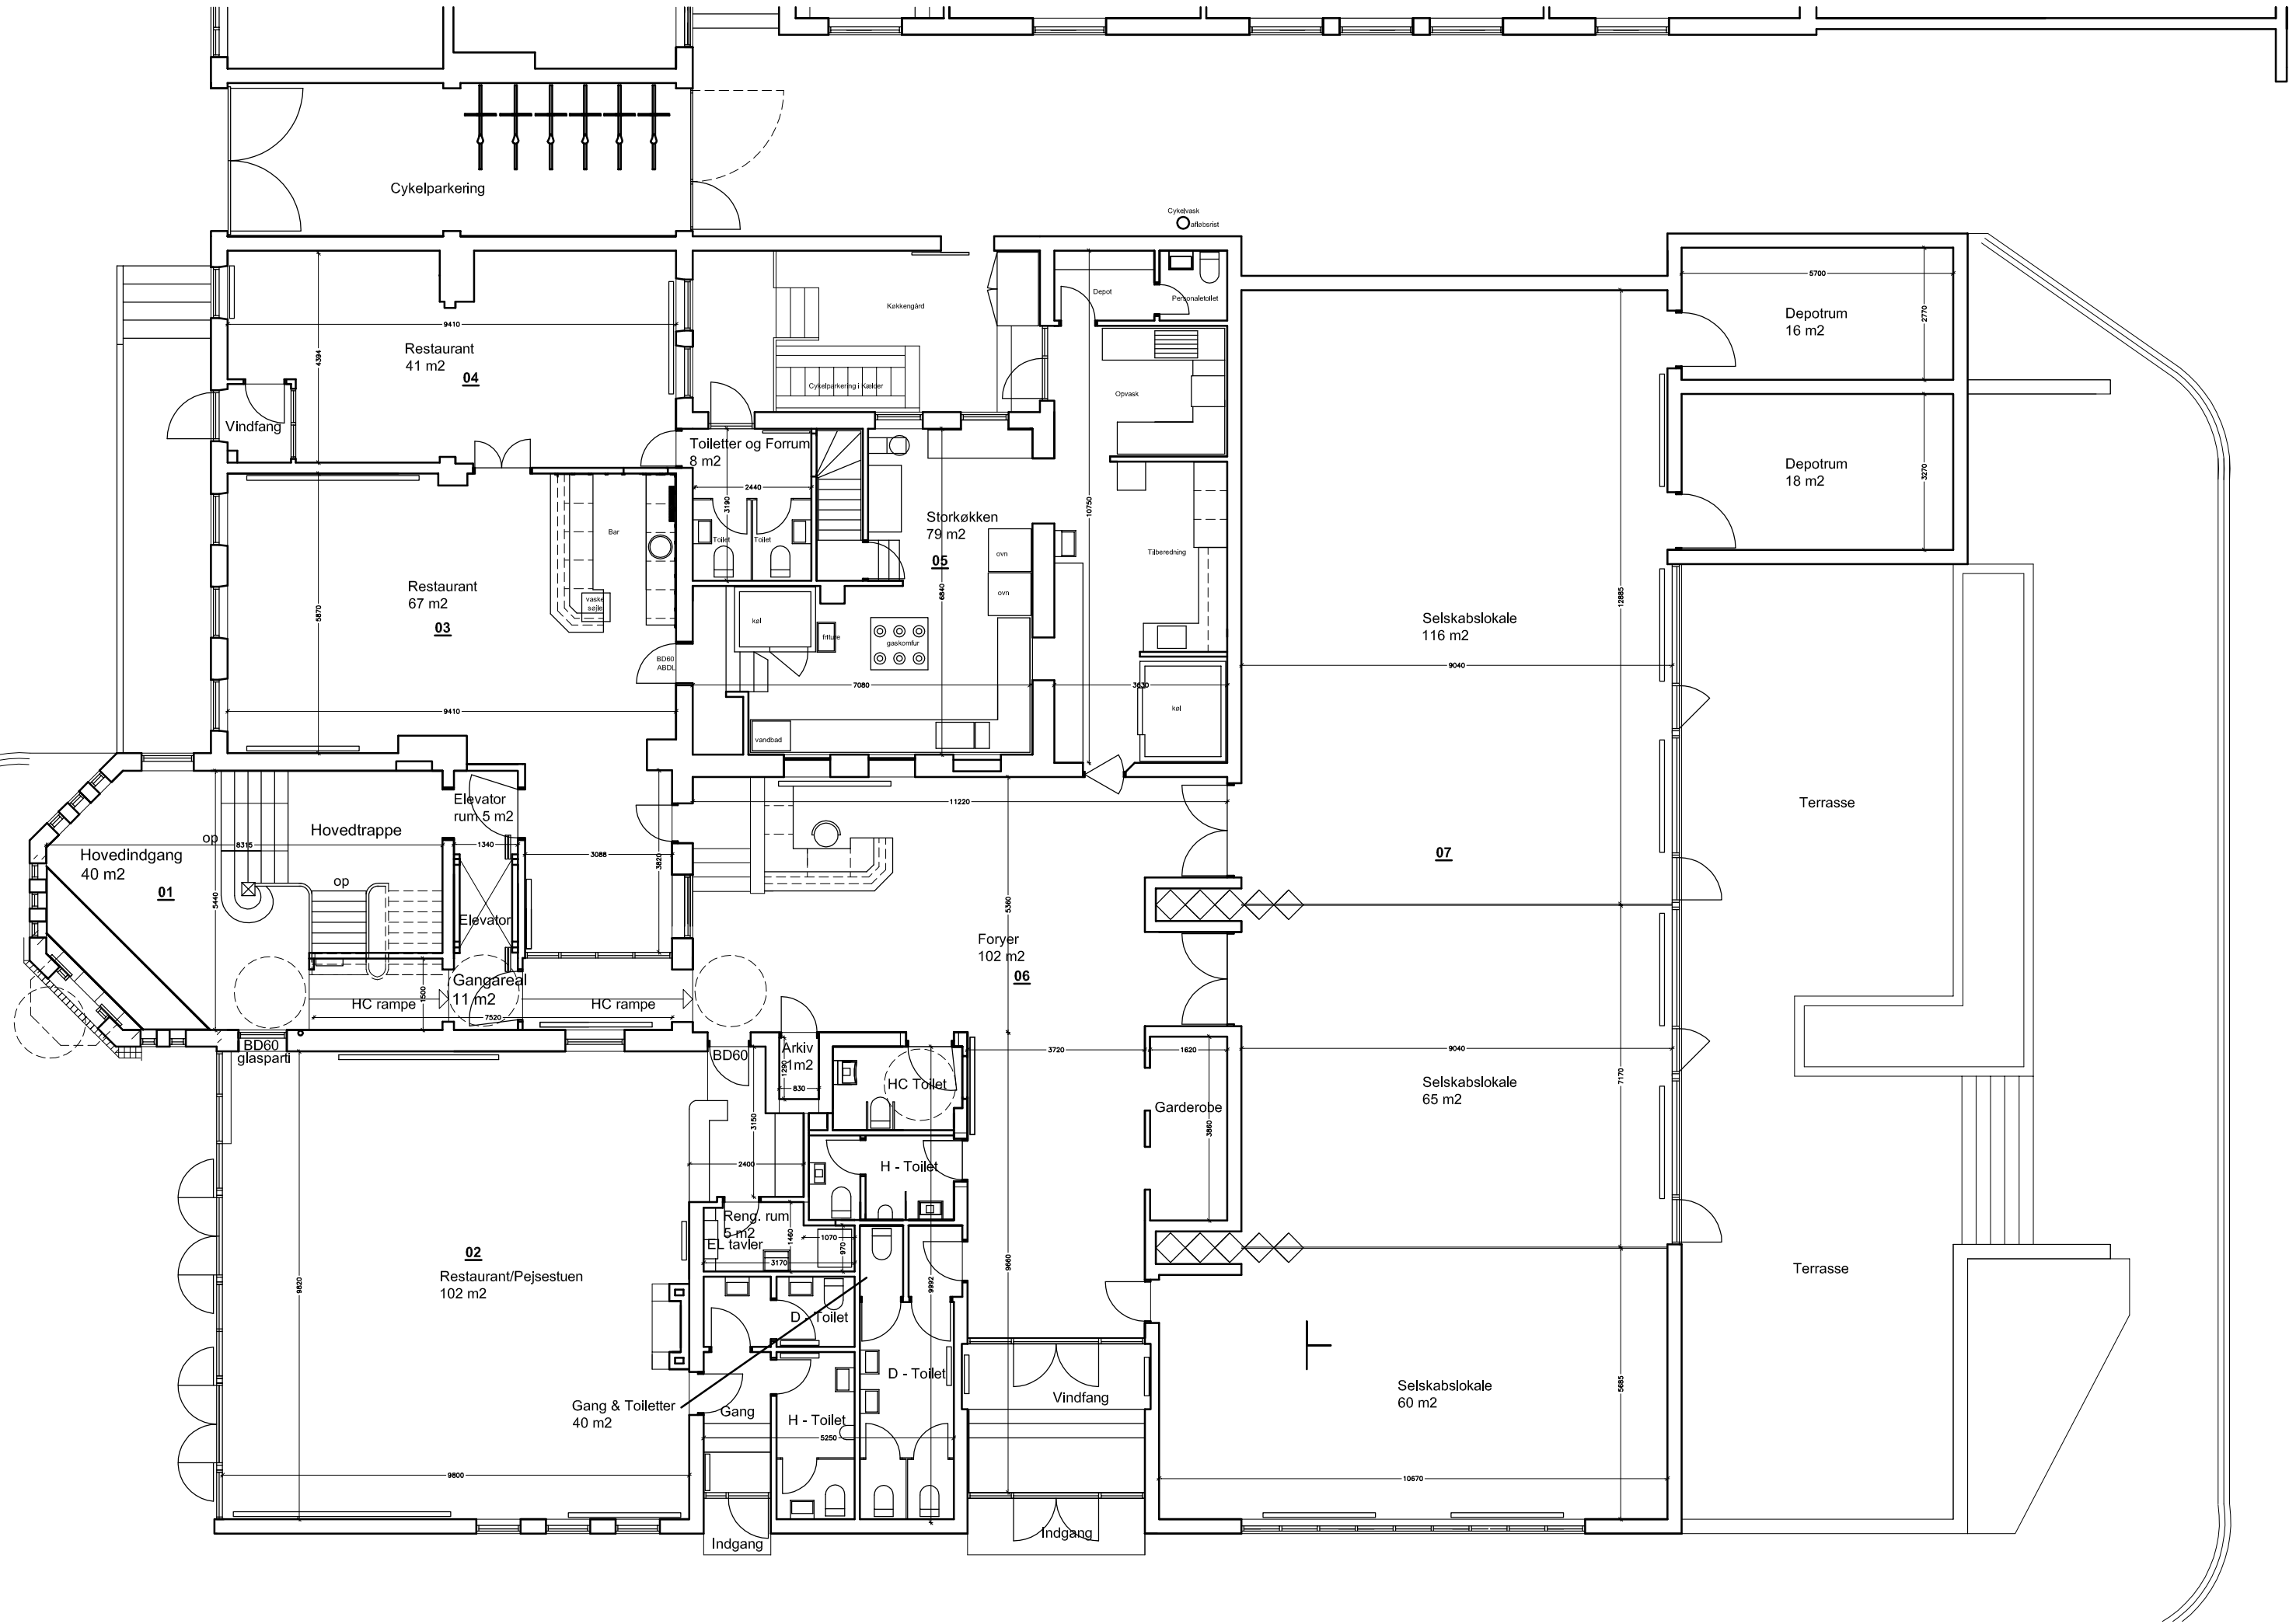 Cykelparkering
Cykelvask
afløbsrist
9410
4394
Restaurant
41 m2
04
Vindfang
Køkkengård
Cykelparkering i Kælder
Depot
Personaletoilet
Opvask
10750
5700
2770
Depotrum
16 m2
Depotrum
18 m2
3270
Toiletter og Forrum
8 m2
2440
3190
Toilet
Toilet
Bar
vaske
søjle
Restaurant
67 m2
03
5870
9410
BD60
ABDL
Storkøkken
79 m2
05
6840
ovn
ovn
køl
friture
gaskomfur
7080
vandbad
Tilberedning
3630
køl
Selskabslokale
116 m2
12885
9040
07
Terrasse
Elevator
rum 5 m2
Hovedtrappe
op
8315
1340
3088
3820
Hovedindgang
40 m2
01
op
5440
Elevator
Gangareal
11 m2
HC rampe
1500
HC rampe
7520
BD60
glasparti
11220
5360
Foryer
102 m2
06
BD60
Arkiv
1m2
1290
830
HC Toilet
3720
1620
Garderobe
3860
9040
Selskabslokale
65 m2
7170
3150
2400
H - Toilet
Reng. rum
5 m2
EL tavler
1460
1070
970
3170
9992
9660
02
Restaurant/Pejsestuen
102 m2
9820
9800
D - Toilet
D - Toilet
Gang & Toiletter
40 m2
Gang
H - Toilet
5250
Vindfang
Indgang
Indgang
Selskabslokale
60 m2
5685
10670
Terrasse